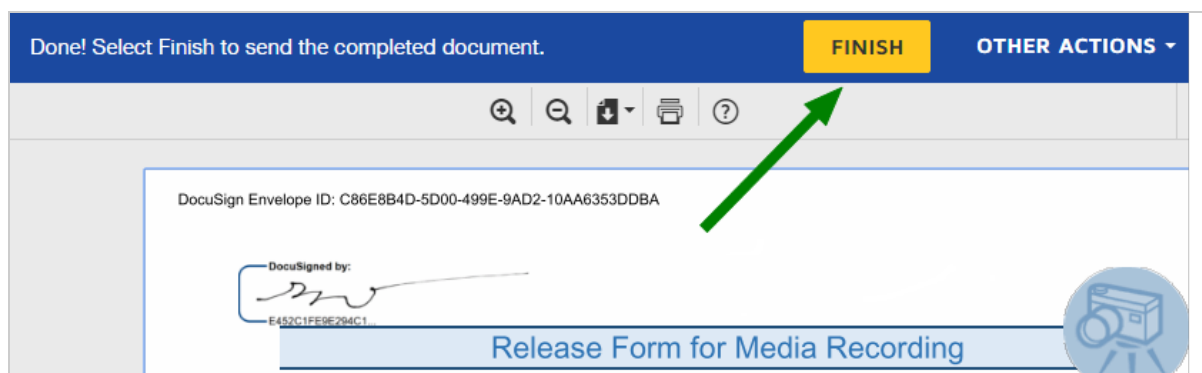 Done! Select Finish to send the completed document.
FINISH
OTHER ACTIONS
DocuSign Envelope ID: C86E8B4D-5D00-499E-9AD2-10AA6353DDBA
DocuSigned by:
E452C1FE9E294C1...
Release Form for Media Recording